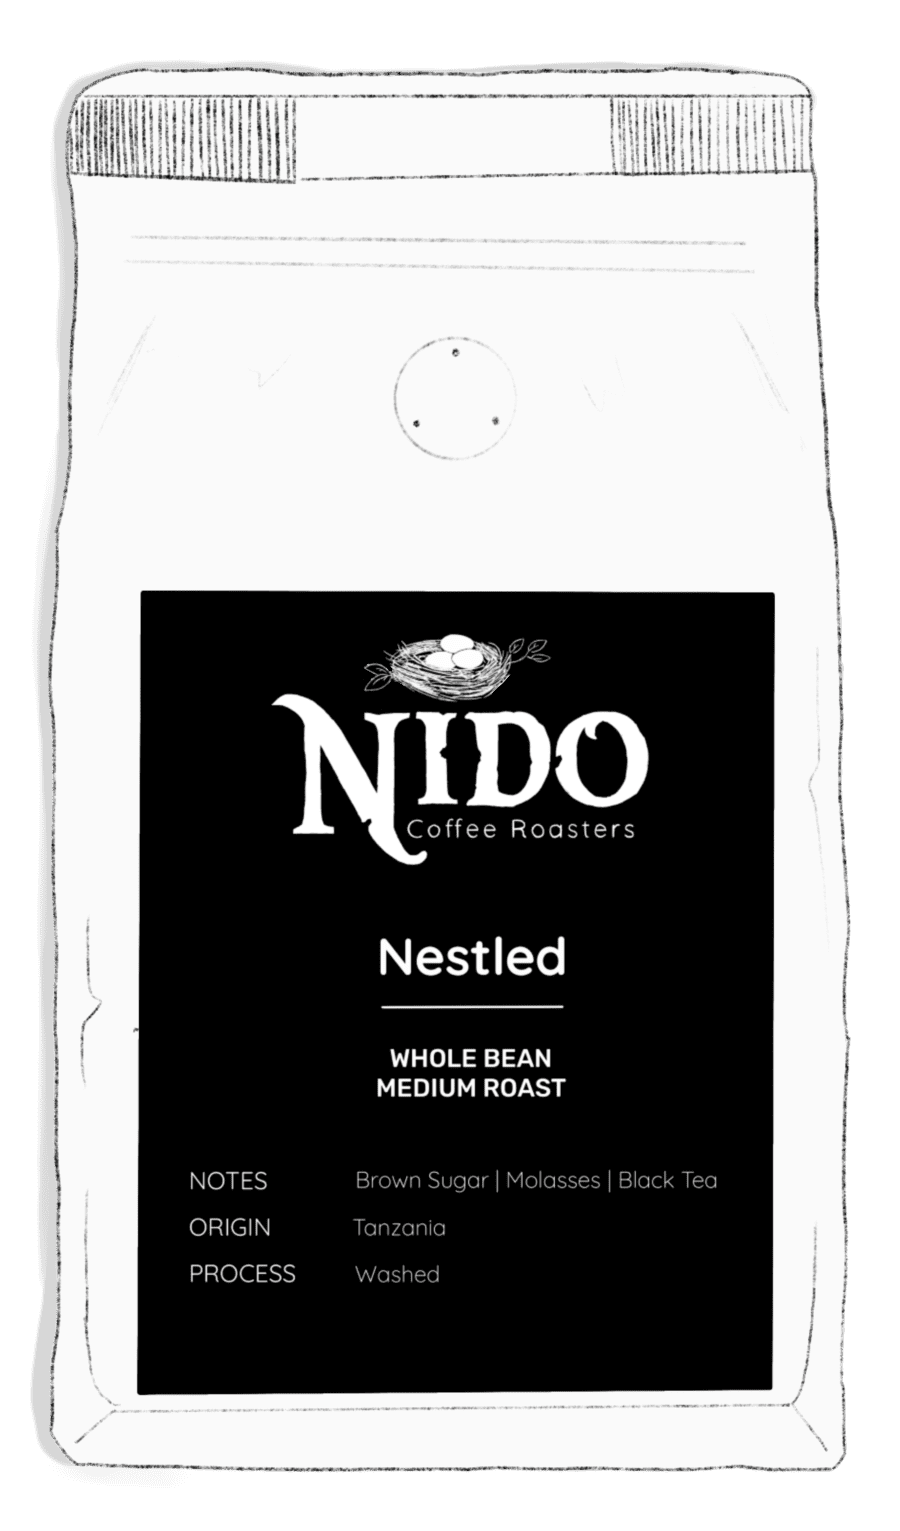 NIDO
Coffee Roasters
Nestled
WHOLE BEAN
MEDIUM ROAST
NOTES Brown Sugar | Molasses | Black Tea
ORIGIN Tanzania
PROCESS Washed